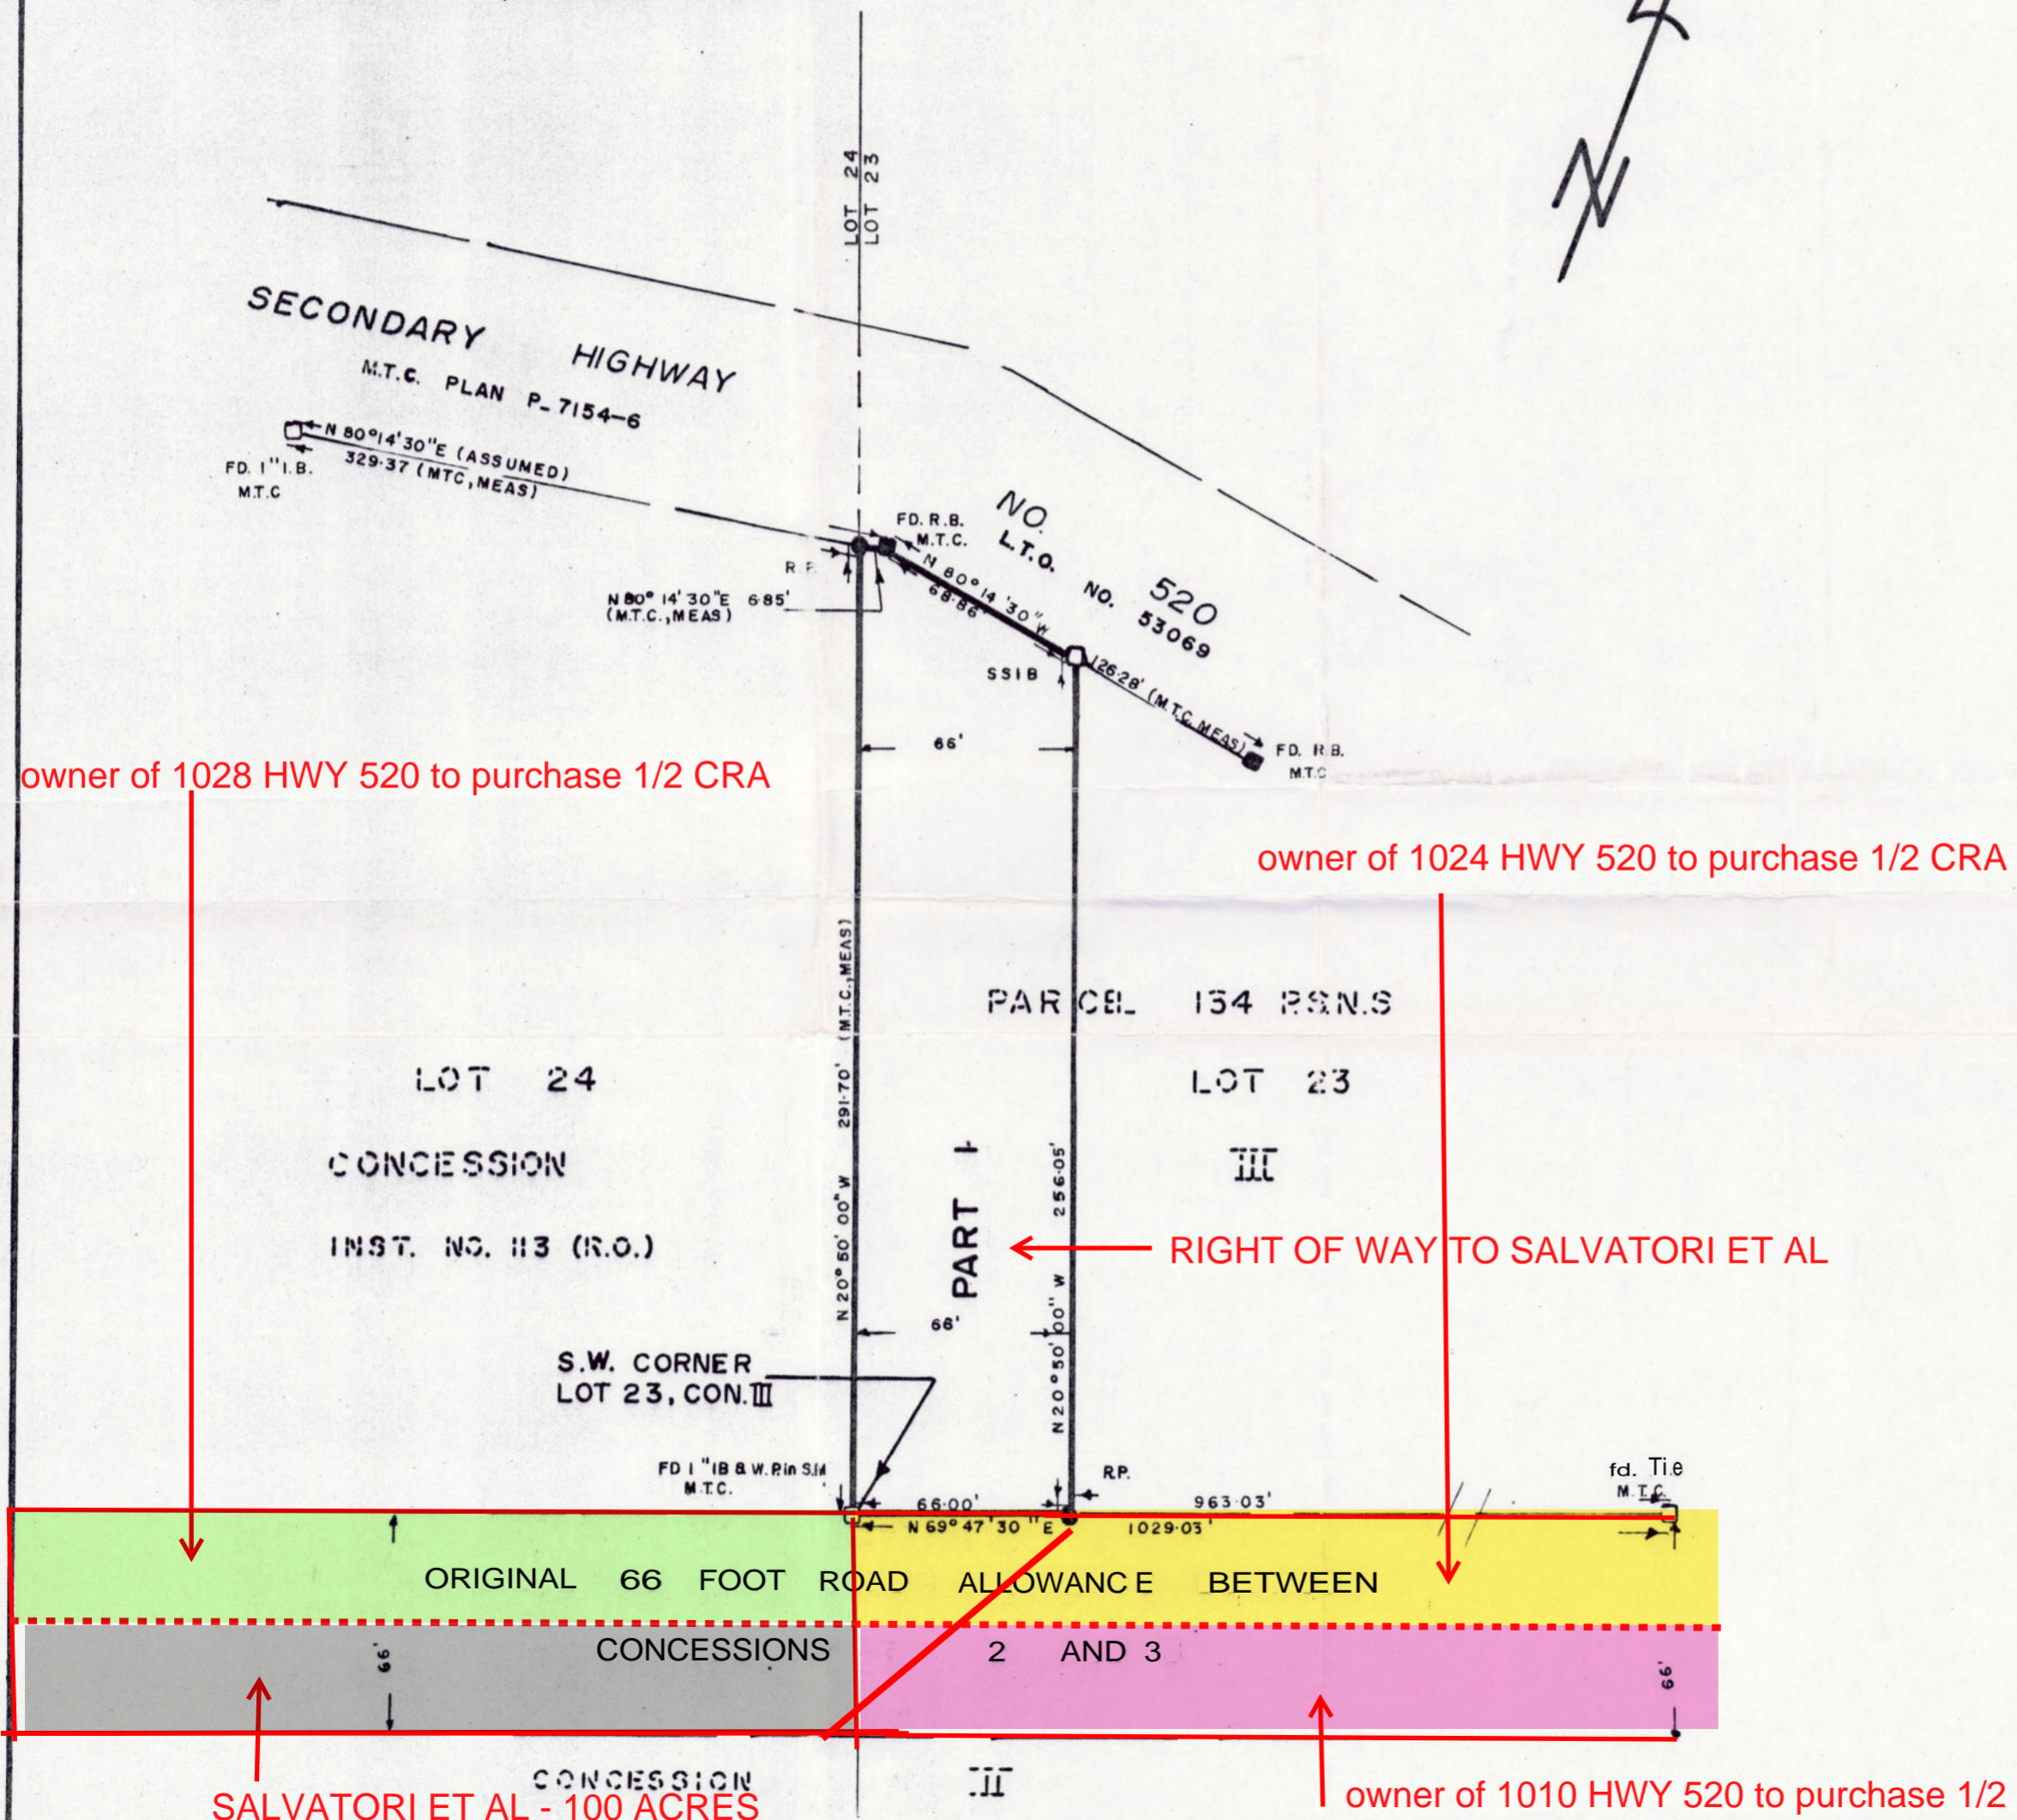 LOT 24
LOT 23
SECONDARY HIGHWAY
M.T.C. PLAN P-7154-6
N 80°14'30"E (ASSUMED)
329.37 (MTC, MEAS)
FD. 1" I.B.
M.T.C
NO. 520
L.T.O. NO. 53069
FD. R.B.
M.T.C.
R.P.
N 80° 14' 30"E 6.85'
(M.T.C., MEAS)
N 80° 14' 30" W
68.86
SSIB
126.28' (M.T.C, MEAS)
FD. R.B.
M.T.C
66'
owner of 1028 HWY 520 to purchase 1/2 CRA
owner of 1024 HWY 520 to purchase 1/2 CRA
N 20° 50' 00" W 291.70' (M.T.C., MEAS)
PARCEL 134 P.S.N.S
LOT 24
LOT 23
CONCESSION
III
INST. NO. 113 (R.O.)
PART 1
N 20° 50' 00" W 256.05'
RIGHT OF WAY TO SALVATORI ET AL
66'
S.W. CORNER
LOT 23, CON. III
FD 1" IB & W. P. in S.M
M.T.C.
R.P.
fd. Tie
M.T.C.
66.00'
963.03'
N 69° 47' 30" E 1029.03'
ORIGINAL 66 FOOT ROAD ALLOWANCE BETWEEN
CONCESSIONS 2 AND 3
66'
66'
CONCESSION II
SALVATORI ET AL - 100 ACRES
owner of 1010 HWY 520 to purchase 1/2